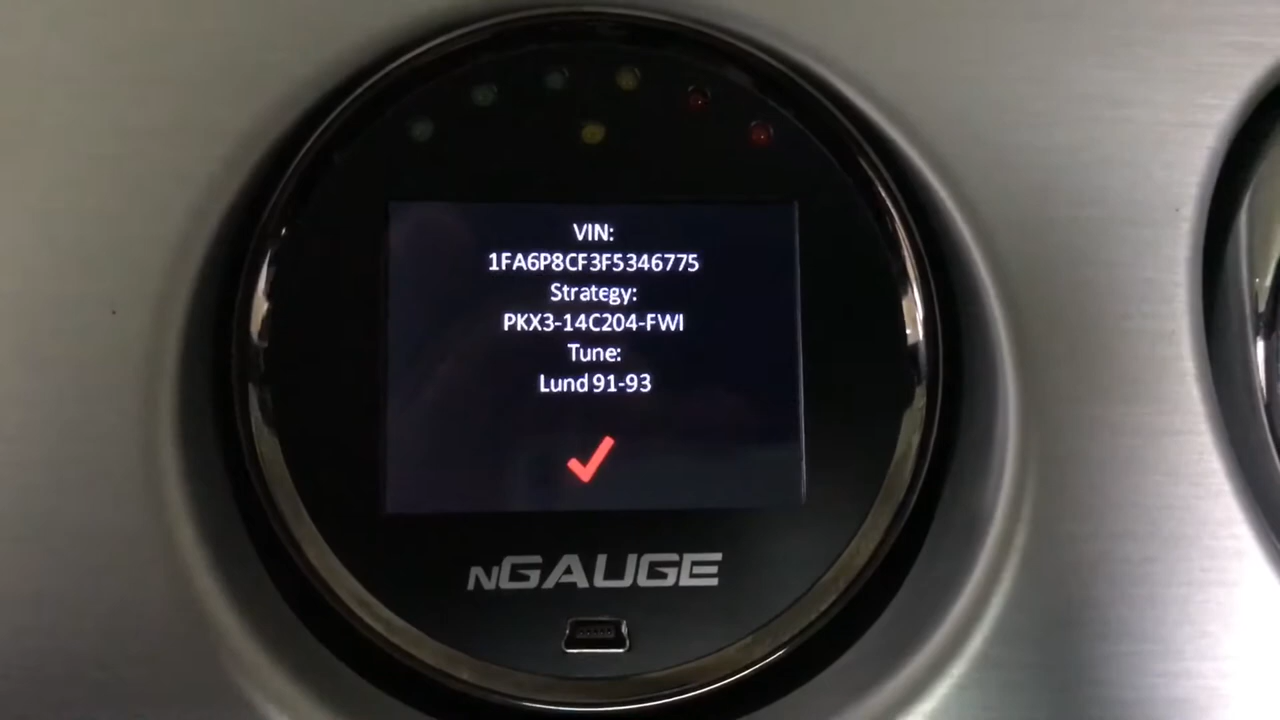 VIN:
1FA6P8CF3F5346775
Strategy:
PKX3-14C204-FWI
Tune:
Lund 91-93
nGAUGE